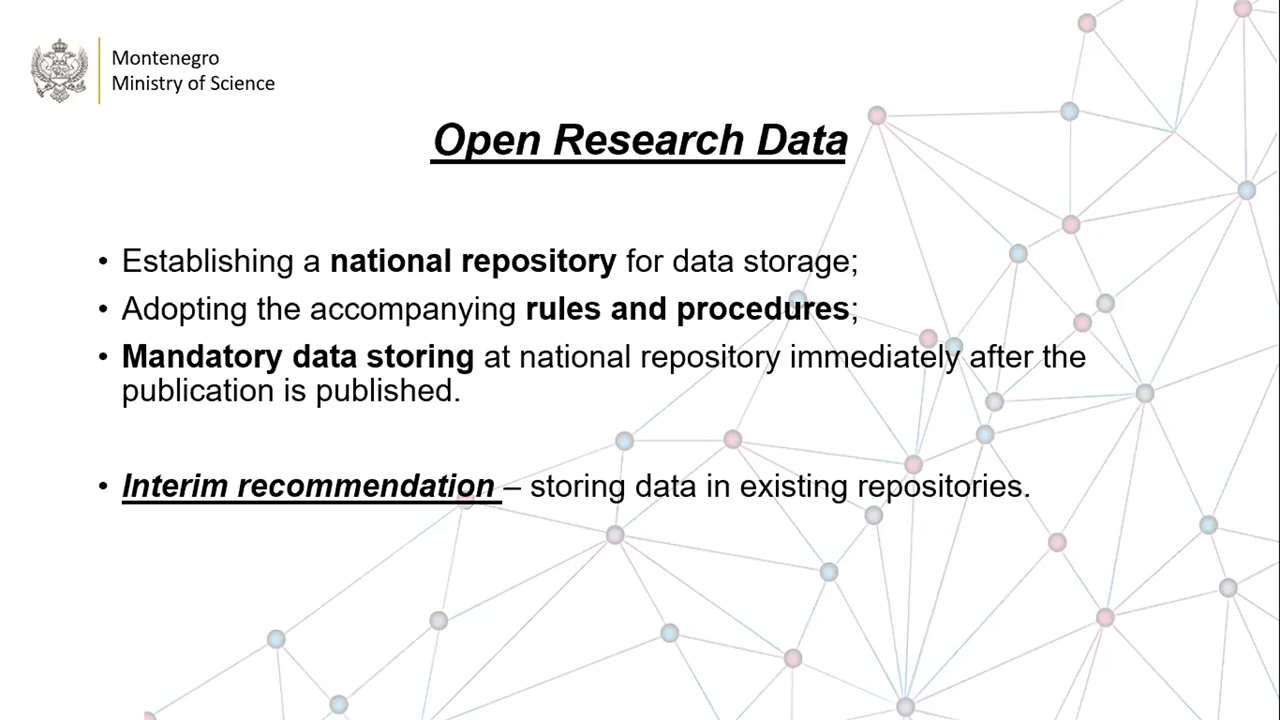 Montenegro
Ministry of Science
Open Research Data
• Establishing a national repository for data storage;
• Adopting the accompanying rules and procedures;
• Mandatory data storing at national repository immediately after the
publication is published.
• Interim recommendation – storing data in existing repositories.